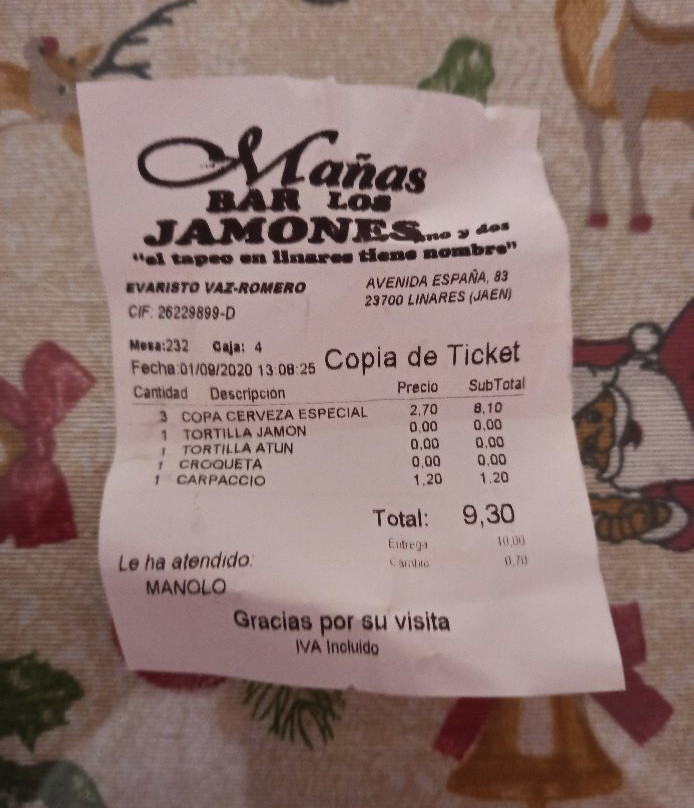 Mañas
BAR LOS
JAMONES uno y dos
"el tapeo en linares tiene nombre"
EVARISTO VAZ-ROMERO
CIF: 26229899-D
AVENIDA ESPAÑA, 83
23700 LINARES (JAEN)
Mesa:232 Caja: 4
Fecha:01/09/2020 13:08:25 Copia de Ticket
Cantidad Descripción Precio SubTotal
3 COPA CERVEZA ESPECIAL 2,70 8,10
1 TORTILLA JAMON 0,00 0,00
1 TORTILLA ATUN 0,00 0,00
1 CROQUETA 0,00 0,00
1 CARPACCIO 1,20 1,20
Total: 9,30
Entrega 10,00
Cambio 0,70
Le ha atendido:
MANOLO
Gracias por su visita
IVA Incluido